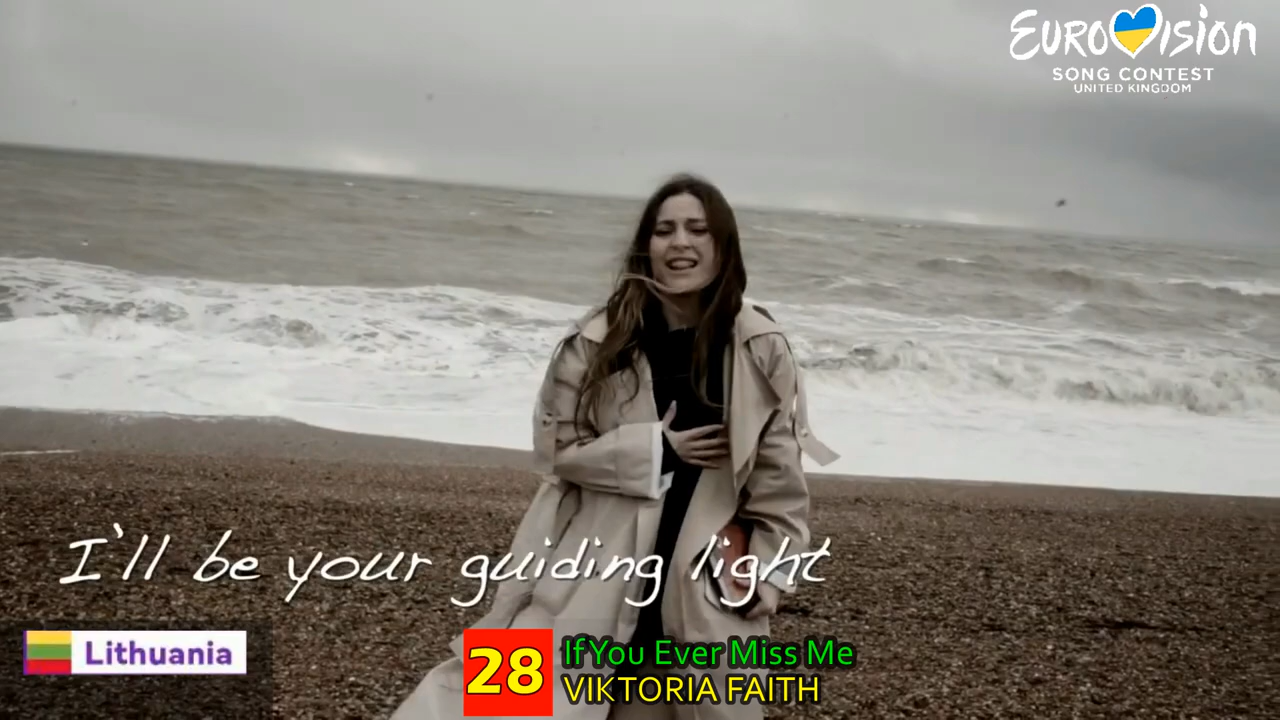 EUROVISION
SONG CONTEST
UNITED KINGDOM
I'll be your guiding light
Lithuania
28
If You Ever Miss Me
VIKTORIA FAITH